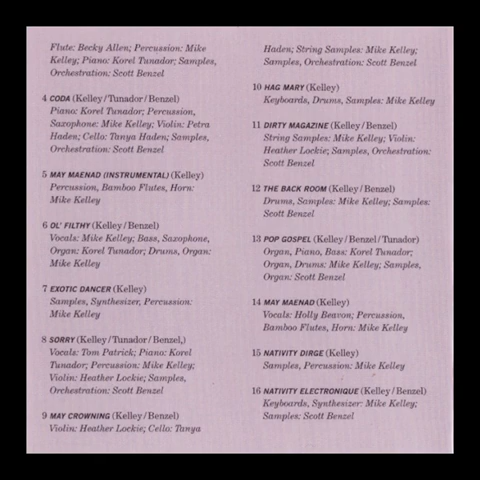 Flute: Becky Allen; Percussion: Mike
Kelley; Piano: Korel Tunador; Samples,
Orchestration: Scott Benzel
4 CODA (Kelley/Tunador/Benzel)
Piano: Korel Tunador; Percussion,
Saxophone: Mike Kelley; Violin: Petra
Haden; Cello: Tanya Haden; Samples,
Orchestration: Scott Benzel
5 MAY MAENAD (INSTRUMENTAL) (Kelley)
Percussion, Bamboo Flutes, Horn:
Mike Kelley
6 OL' FILTHY (Kelley/Benzel)
Vocals: Mike Kelley; Bass, Saxophone,
Organ: Korel Tunador; Drums, Organ:
Mike Kelley
7 EXOTIC DANCER (Kelley)
Samples, Synthesizer, Percussion:
Mike Kelley
8 SORRY (Kelley/Tunador/Benzel,)
Vocals: Tom Patrick; Piano: Korel
Tunador; Percussion: Mike Kelley;
Violin: Heather Lockie; Samples,
Orchestration: Scott Benzel
9 MAY CROWNING (Kelley/Benzel)
Violin: Heather Lockie; Cello: Tanya
Haden; String Samples: Mike Kelley;
Samples, Orchestration: Scott Benzel
10 HAG MARY (Kelley)
Keyboards, Drums, Samples: Mike Kelley
11 DIRTY MAGAZINE (Kelley/Benzel)
String Samples: Mike Kelley; Violin:
Heather Lockie; Samples, Orchestration:
Scott Benzel
12 THE BACK ROOM (Kelley/Benzel)
Drums, Samples: Mike Kelley; Samples:
Scott Benzel
13 POP GOSPEL (Kelley/Benzel/Tunador)
Organ, Piano, Bass: Korel Tunador;
Organ, Drums: Mike Kelley; Samples,
Organ: Scott Benzel
14 MAY MAENAD (Kelley)
Vocals: Holly Beavon; Percussion,
Bamboo Flutes, Horn: Mike Kelley
15 NATIVITY DIRGE (Kelley)
Samples, Percussion: Mike Kelley
16 NATIVITY ELECTRONIQUE (Kelley/Benzel)
Keyboards, Synthesizer: Mike Kelley;
Samples: Scott Benzel